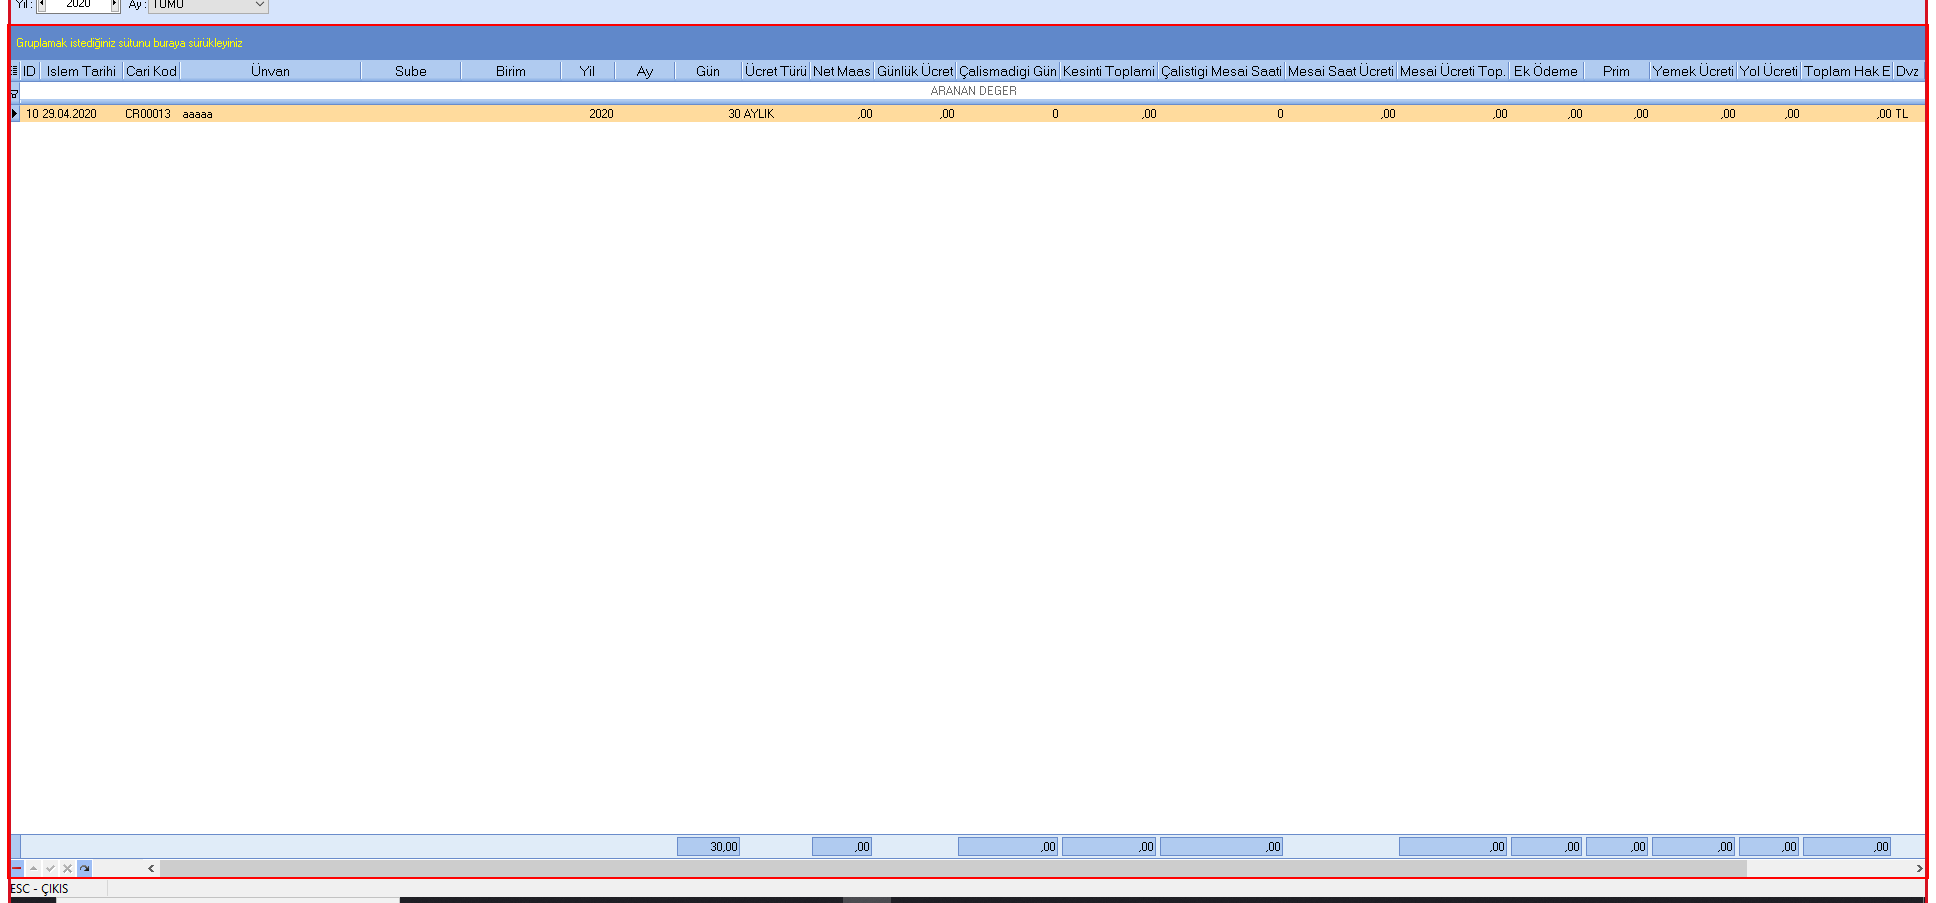 Yıl : 2020 Ay : TÜMÜ
Gruplamak istediğiniz sütunu buraya sürükleyiniz
ID Islem Tarihi Cari Kod Ünvan Sube Birim Yil Ay Gün Ücret Türü Net Maas Günlük Ücret Çalismadigi Gün Kesinti Toplami Çalistigi Mesai Saati Mesai Saat Ücreti Mesai Ücreti Top. Ek Ödeme Prim Yemek Ücreti Yol Ücreti Toplam Hak E Dvz
ARANAN DEGER
10 29.04.2020 CR00013 aaaaa 2020 30 AYLIK ,00 ,00 0 ,00 0 ,00 ,00 ,00 ,00 ,00 ,00 ,00 TL
30,00 ,00 ,00 ,00 ,00 ,00 ,00 ,00 ,00 ,00 ,00
ESC - ÇIKIS